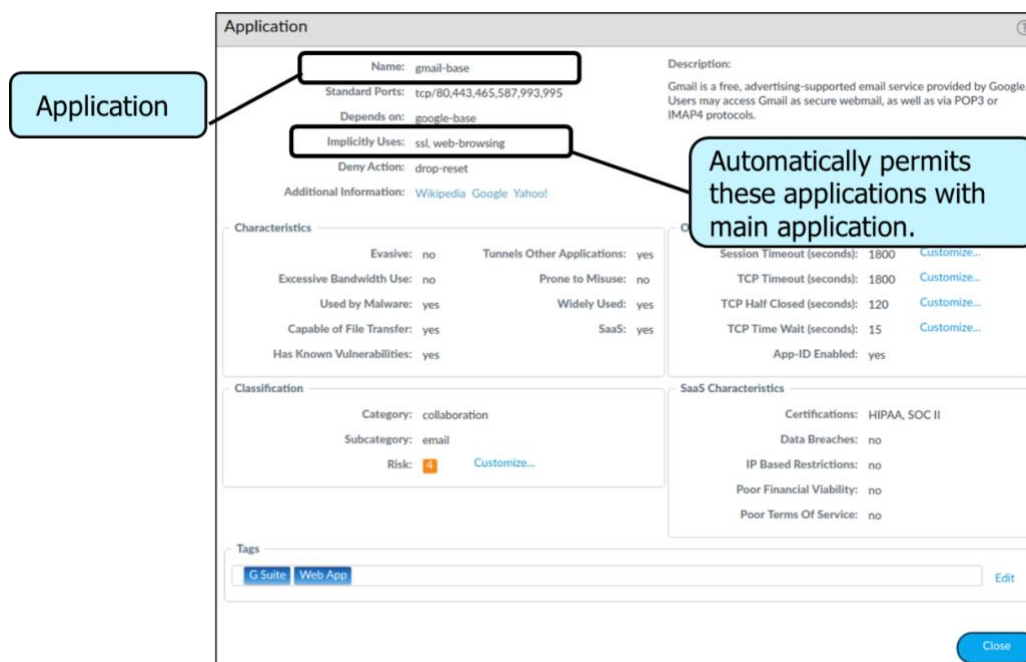 Application
Application
Name: gmail-base
Standard Ports: tcp/80,443,465,587,993,995
Depends on: google-base
Implicitly Uses: ssl, web-browsing
Deny Action: drop-reset
Additional Information: Wikipedia Google Yahoo!
Description:
Gmail is a free, advertising-supported email service provided by Google.
Users may access Gmail as secure webmail, as well as via POP3 or
IMAP4 protocols.
Automatically permits
these applications with
main application.
Characteristics
Evasive: no Tunnels Other Applications: yes
Excessive Bandwidth Use: no Prone to Misuse: no
Used by Malware: yes Widely Used: yes
Capable of File Transfer: yes SaaS: yes
Has Known Vulnerabilities: yes
Session Timeout (seconds): 1800 Customize...
TCP Timeout (seconds): 1800 Customize...
TCP Half Closed (seconds): 120 Customize...
TCP Time Wait (seconds): 15 Customize...
App-ID Enabled: yes
Classification
Category: collaboration
Subcategory: email
Risk: 4 Customize...
SaaS Characteristics
Certifications: HIPAA, SOC II
Data Breaches: no
IP Based Restrictions: no
Poor Financial Viability: no
Poor Terms Of Service: no
Tags
G Suite Web App
Edit
Close